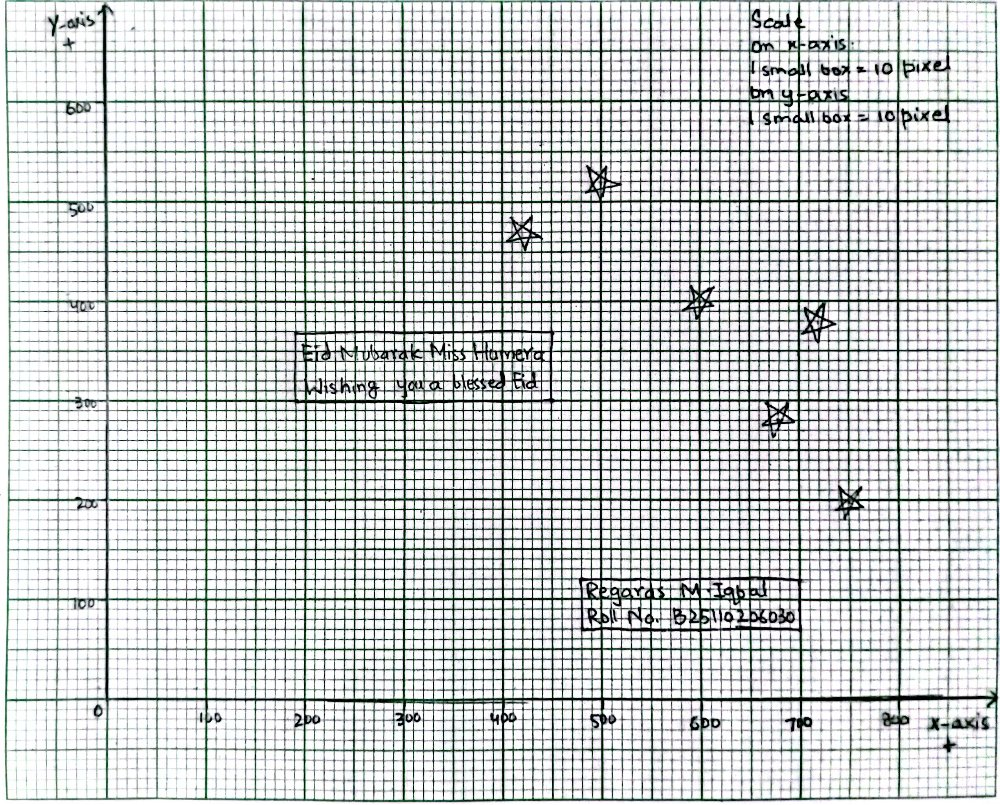 Y-axis
+
Scale
on x-axis.
1 small box = 10 pixel
on y-axis
1 small box = 10 pixel
600
500
400
Eid Mubarak Miss Humera
Wishing you a blessed Eid
300
200
100
Regards M.Iqbal
Roll No. B25110206030
0 100 200 300 400 500 600 700 800 x-axis
+